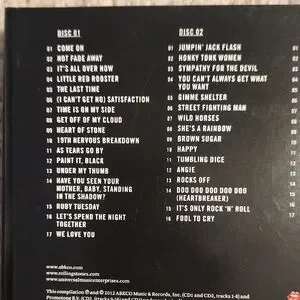 DISC 01
01 COME ON
02 NOT FADE AWAY
03 IT'S ALL OVER NOW
04 LITTLE RED ROOSTER
05 THE LAST TIME
06 (I CAN'T GET NO) SATISFACTION
07 TIME IS ON MY SIDE
08 GET OFF OF MY CLOUD
09 HEART OF STONE
10 19TH NERVOUS BREAKDOWN
11 AS TEARS GO BY
12 PAINT IT, BLACK
13 UNDER MY THUMB
14 HAVE YOU SEEN YOUR
MOTHER, BABY, STANDING
IN THE SHADOW?
15 RUBY TUESDAY
16 LET'S SPEND THE NIGHT
TOGETHER
17 WE LOVE YOU
DISC 02
01 JUMPIN' JACK FLASH
02 HONKY TONK WOMEN
03 SYMPATHY FOR THE DEVIL
04 YOU CAN'T ALWAYS GET WHAT
YOU WANT
05 GIMME SHELTER
06 STREET FIGHTING MAN
07 WILD HORSES
08 SHE'S A RAINBOW
09 BROWN SUGAR
10 HAPPY
11 TUMBLING DICE
12 ANGIE
13 ROCKS OFF
14 DOO DOO DOO DOO DOO
(HEARTBREAKER)
15 IT'S ONLY ROCK 'N' ROLL
16 FOOL TO CRY
www.abkco.com
www.rollingstones.com
www.universalmusicenterprises.com
This compilation ℗ and © 2012 ABKCO Music & Records, Inc. (CD1 and CD2, tracks 1-8) and
Promotone B.V. (CD2,